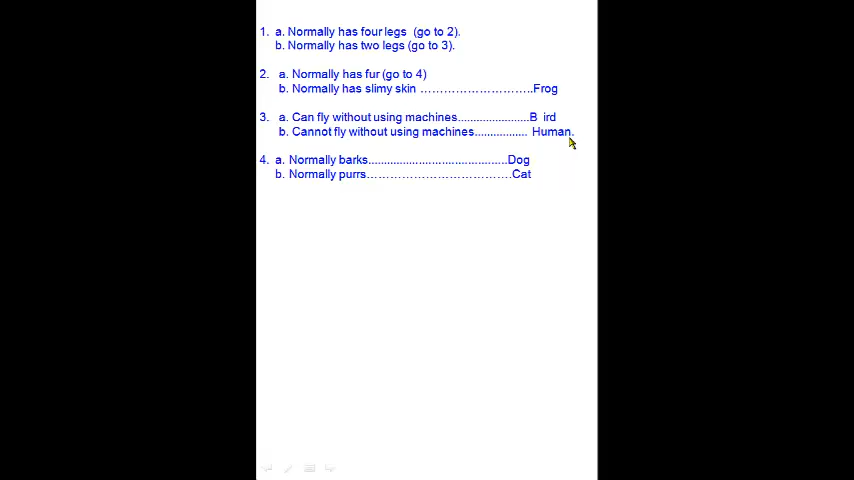 1. a. Normally has four legs (go to 2).
b. Normally has two legs (go to 3).
2. a. Normally has fur (go to 4)
b. Normally has slimy skin ………………………..Frog
3. a. Can fly without using machines.......................B ird
b. Cannot fly without using machines................. Human.
4. a. Normally barks............................................Dog
b. Normally purrs……………………………….Cat